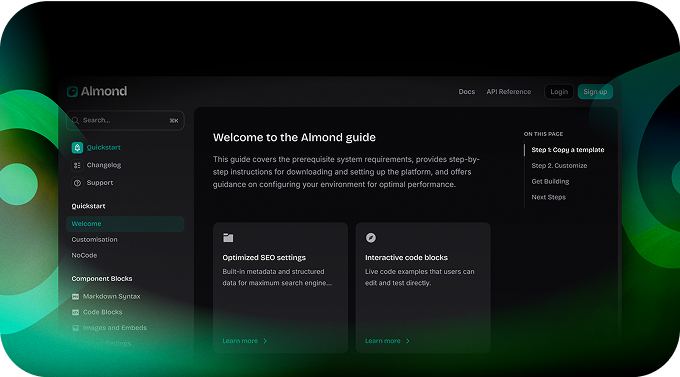 Almond
Docs
API Reference
Login
Sign up
Search...
⌘K
Quickstart
Changelog
Support
Quickstart
Welcome
Customisation
NoCode
Component Blocks
Markdown Syntax
Code Blocks
Images and Embeds
Welcome to the Almond guide
This guide covers the prerequisite system requirements, provides step-by-
step instructions for downloading and setting up the platform, and offers
guidance on configuring your environment for optimal performance.
Optimized SEO settings
Built-in metadata and structured
data for maximum search engine...
Learn more
Interactive code blocks
Live code examples that users can
edit and test directly.
Learn more
ON THIS PAGE
Step 1: Copy a template
Step 2. Customize
Get Building
Next Steps